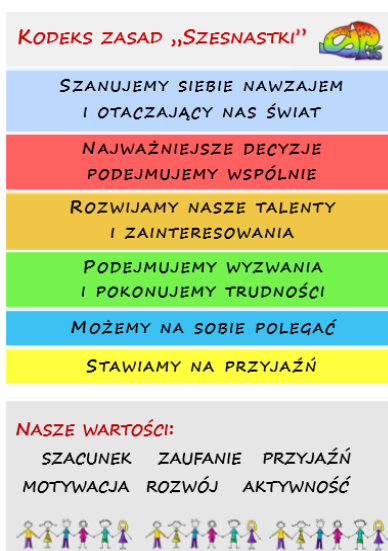 KODEKS ZASAD „SZESNASTKI”
SZANUJEMY SIEBIE NAWZAJEM
I OTACZAJĄCY NAS ŚWIAT
NAJWAŻNIEJSZE DECYZJE
PODEJMUJEMY WSPÓLNIE
ROZWIJAMY NASZE TALENTY
I ZAINTERESOWANIA
PODEJMUJEMY WYZWANIA
I POKONUJEMY TRUDNOŚCI
MOŻEMY NA SOBIE POLEGAĆ
STAWIAMY NA PRZYJAŹŃ
NASZE WARTOŚCI:
SZACUNEK ZAUFANIE PRZYJAŹŃ
MOTYWACJA ROZWÓJ AKTYWNOŚĆ